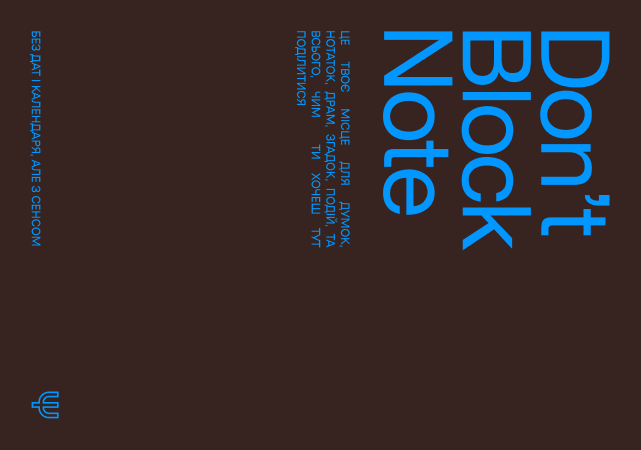 Don't
Block
Note
ЦЕ ТВОЄ МІСЦЕ ДЛЯ ДУМОК,
НОТАТОК, ДРАМ, ЗГАДОК, ПОДІЙ, ТА
ВСЬОГО, ЧИМ ТИ ХОЧЕШ ТУТ
ПОДІЛИТИСЯ
БЕЗ ДАТ І КАЛЕНДАРЯ, АЛЕ З СЕНСОМ